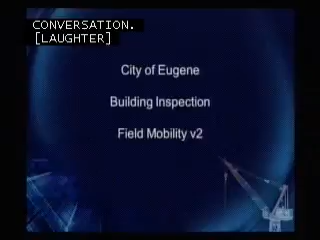 CONVERSATION.
[LAUGHTER]
City of Eugene
Building Inspection
Field Mobility v2